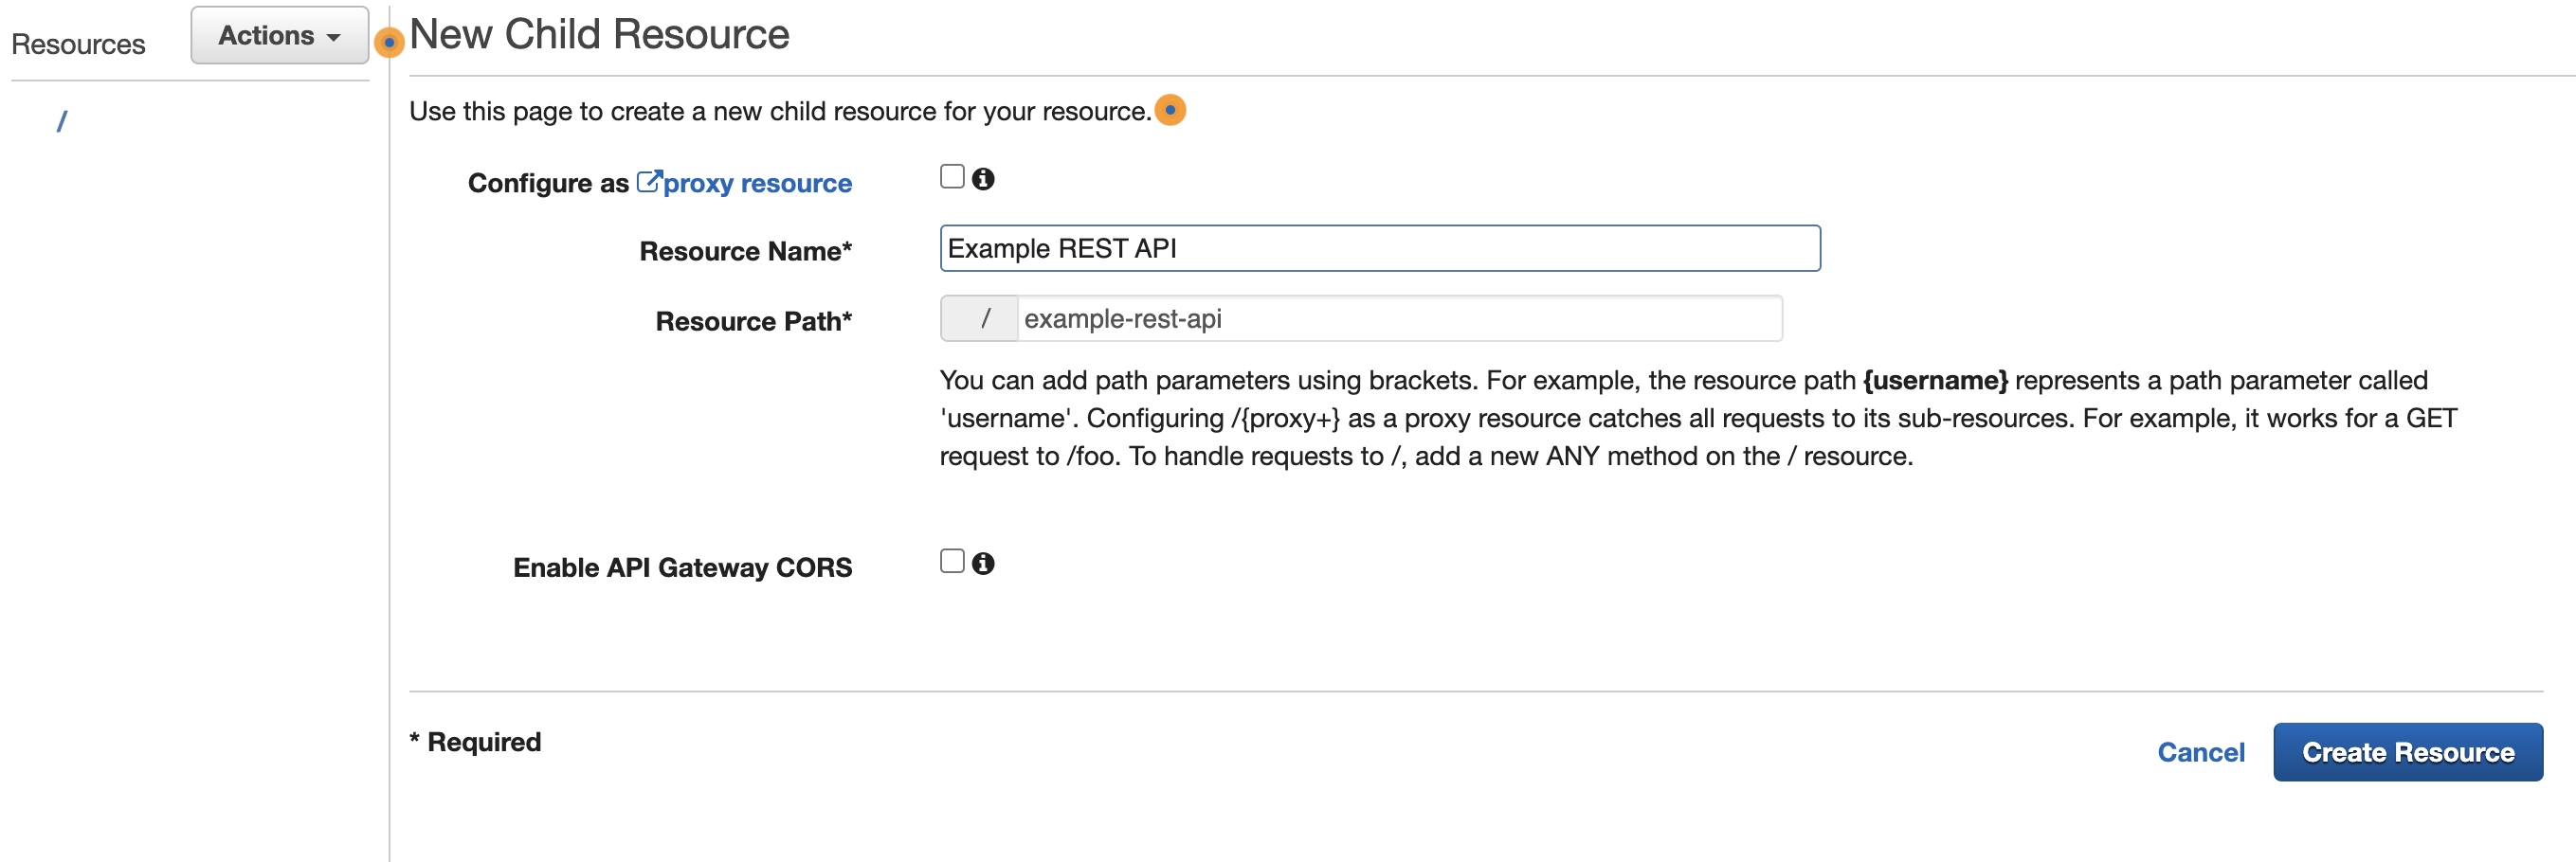 Resources
Actions
New Child Resource
/
Use this page to create a new child resource for your resource.
Configure as proxy resource
Resource Name*
Example REST API
Resource Path*
/ example-rest-api
You can add path parameters using brackets. For example, the resource path {username} represents a path parameter called
'username'. Configuring /{proxy+} as a proxy resource catches all requests to its sub-resources. For example, it works for a GET
request to /foo. To handle requests to /, add a new ANY method on the / resource.
Enable API Gateway CORS
* Required
Cancel
Create Resource